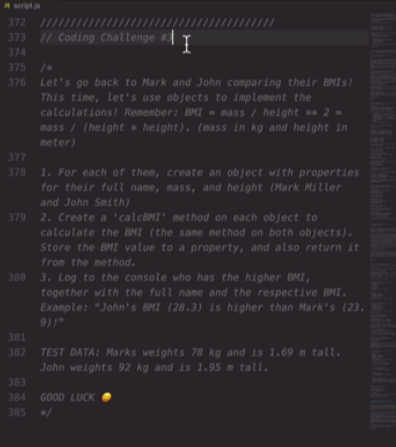 script.js
372 ///////////////////////////////////////
373 // Coding Challenge #3
374
375 /*
376 Let's go back to Mark and John comparing their BMIs!
This time, let's use objects to implement the
calculations! Remember: BMI = mass / height ** 2 =
mass / (height * height). (mass in kg and height in
meter)
377
378 1. For each of them, create an object with properties
for their full name, mass, and height (Mark Miller
and John Smith)
379 2. Create a 'calcBMI' method on each object to
calculate the BMI (the same method on both objects).
Store the BMI value to a property, and also return it
from the method.
380 3. Log to the console who has the higher BMI,
together with the full name and the respective BMI.
Example: "John's BMI (28.3) is higher than Mark's (23.
9)!"
381
382 TEST DATA: Marks weights 78 kg and is 1.69 m tall.
John weights 92 kg and is 1.95 m tall.
383
384 GOOD LUCK 😀
385 */